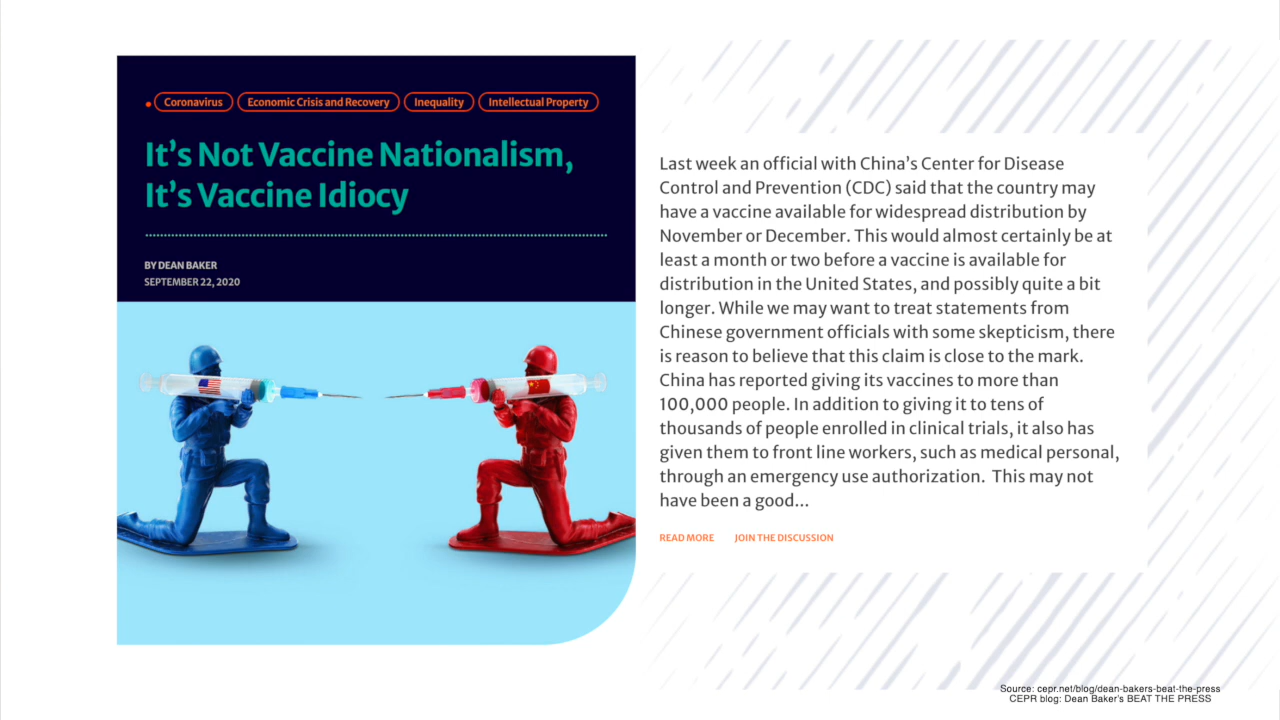 Coronavirus
Economic Crisis and Recovery
Inequality
Intellectual Property
It's Not Vaccine Nationalism,
It's Vaccine Idiocy
BY DEAN BAKER
SEPTEMBER 22, 2020
Last week an official with China's Center for Disease
Control and Prevention (CDC) said that the country may
have a vaccine available for widespread distribution by
November or December. This would almost certainly be at
least a month or two before a vaccine is available for
distribution in the United States, and possibly quite a bit
longer. While we may want to treat statements from
Chinese government officials with some skepticism, there
is reason to believe that this claim is close to the mark.
China has reported giving its vaccines to more than
100,000 people. In addition to giving it to tens of
thousands of people enrolled in clinical trials, it also has
given them to front line workers, such as medical personal,
through an emergency use authorization.  This may not
have been a good...
READ MORE
JOIN THE DISCUSSION
Source: cepr.net/blog/dean-bakers-beat-the-press
CEPR blog: Dean Baker's BEAT THE PRESS